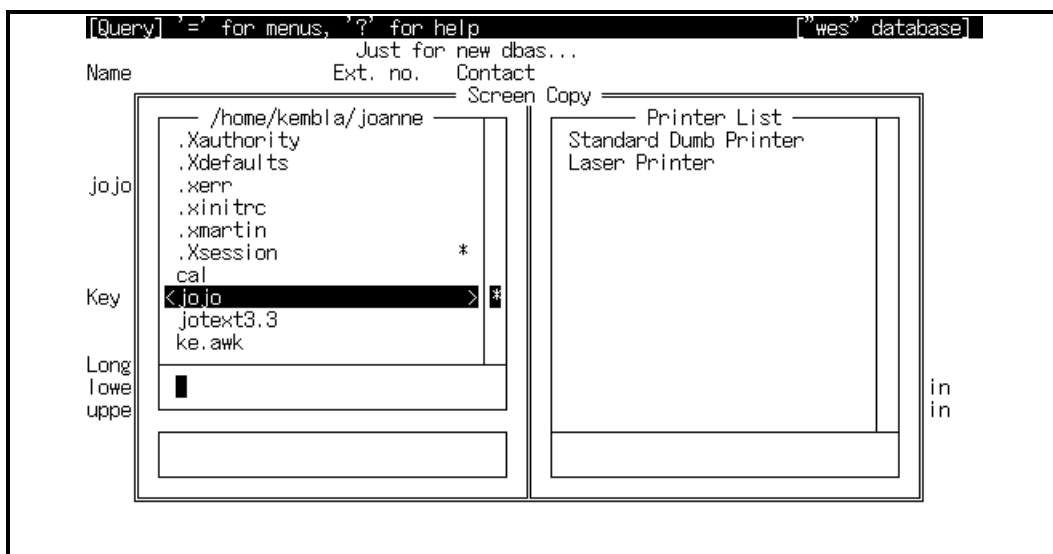 [Query] '=' for menus, '?' for help ["wes" database]
Just for new dbas...
Name Ext. no. Contact
Screen Copy
/home/kembla/joanne Printer List
.Xauthority Standard Dumb Printer
.Xdefaults Laser Printer
jojo .xerr
.xinitrc
.xmartin
.Xsession *
cal
Key <jojo > *
jotext3.3
ke.awk
Long
lowe in
uppe in